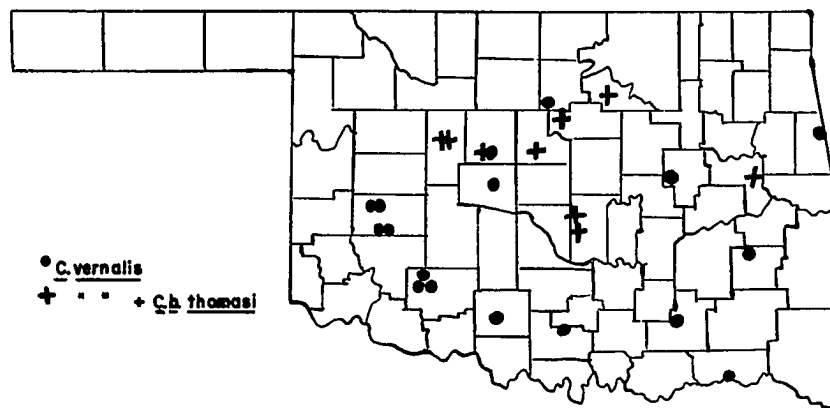 ● C. vernalis
+ " " + C.b. thomasi